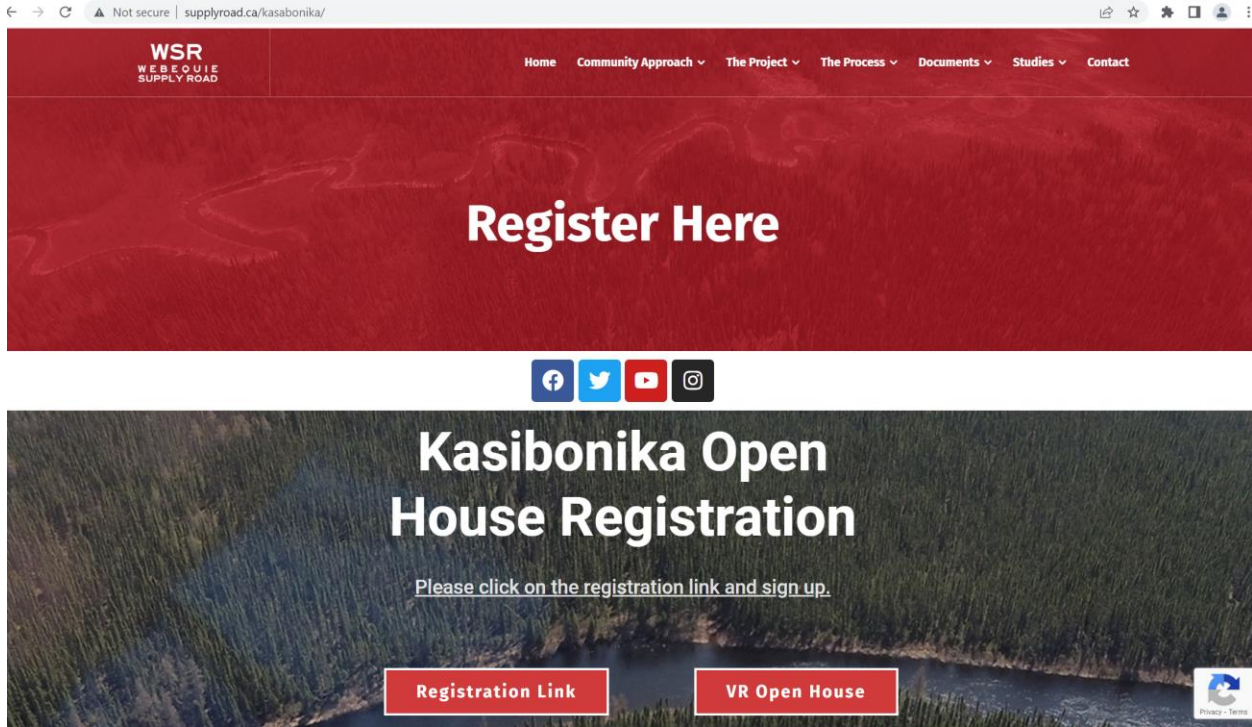 Not secure | supplyroad.ca/kasabonika/
WSR
WEBEQUIE
SUPPLY ROAD
Home Community Approach The Project The Process Documents Studies Contact
Register Here
Kasibonika Open
House Registration
Please click on the registration link and sign up.
Registration Link VR Open House
Privacy - Terms